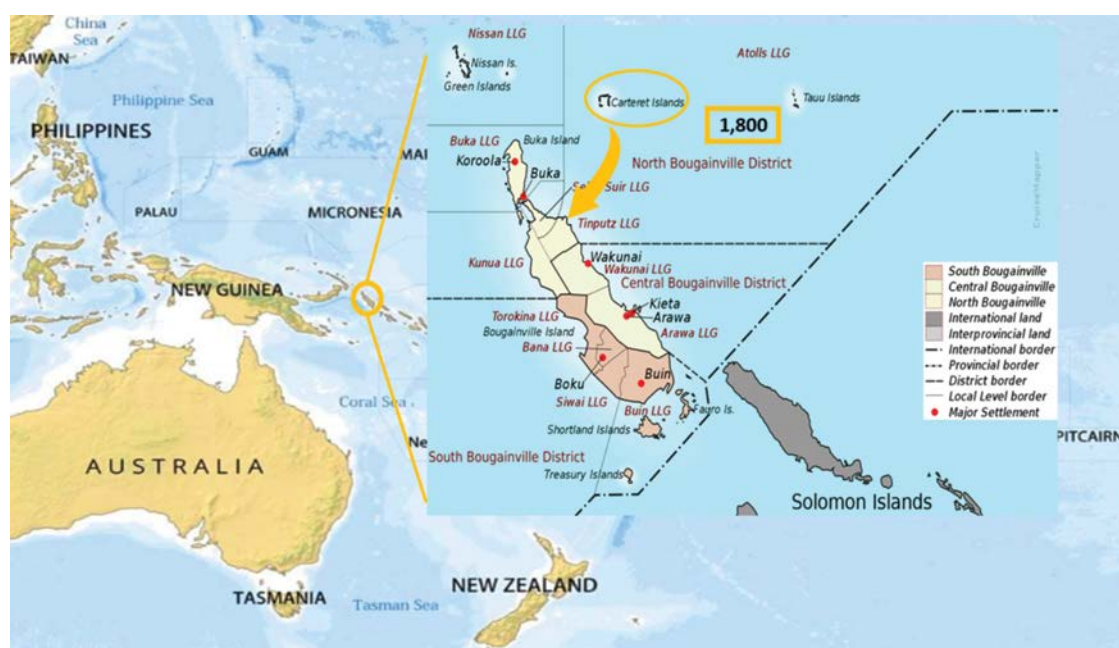 China
Sea
TAIWAN
Philippine Sea
PHILIPPINES
GUAM
MAI
PALAU
MICRONESIA
NEW GUINEA
Coral Sea
Ne
AUSTRALIA
TASMANIA
Tasman Sea
NEW ZEALAND
PITCAIRN
Nissan LLG
Nissan Is.
Green Islands
Atolls LLG
Carteret Islands
Tauu Islands
1,800
Buka LLG
Buka Island
Koroola
Buka
North Bougainville District
Suir LLG
Tinputz LLG
Kunua LLG
Wakunai
Wakunai LLG
Central Bougainville District
Kieta
Arawa
Torokina LLG
Arawa LLG
Bougainville Island
Bana LLG
Boku
Buin
Siwai LLG
Buin LLG
Fauro Is.
Shortland Islands
South Bougainville District
Treasury Islands
Solomon Islands
CruiseMapper
South Bougainville
Central Bougainville
North Bougainville
International land
Interprovincial land
International border
Provincial border
District border
Local Level border
Major Settlement